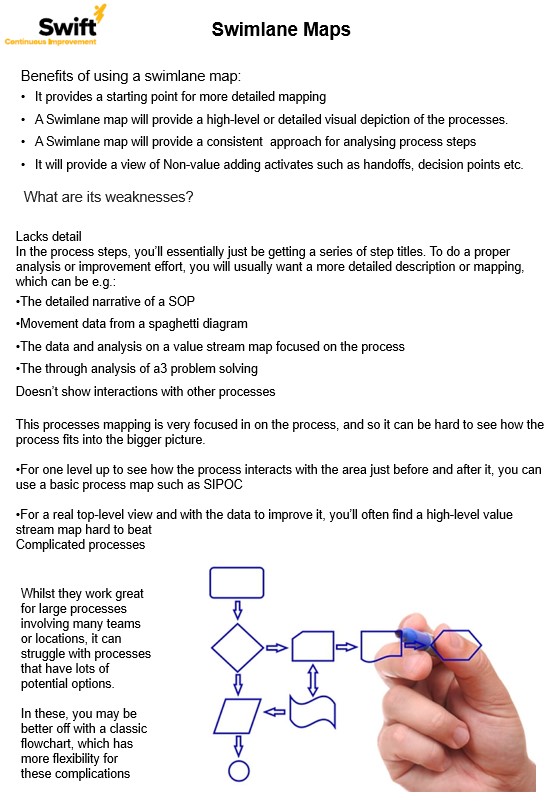 Swift
Continuous Improvement
Swimlane Maps
Benefits of using a swimlane map:
• It provides a starting point for more detailed mapping
• A Swimlane map will provide a high-level or detailed visual depiction of the processes.
• A Swimlane map will provide a consistent approach for analysing process steps
• It will provide a view of Non-value adding activates such as handoffs, decision points etc.
What are its weaknesses?
Lacks detail
In the process steps, you’ll essentially just be getting a series of step titles. To do a proper
analysis or improvement effort, you will usually want a more detailed description or mapping,
which can be e.g.:
•The detailed narrative of a SOP
•Movement data from a spaghetti diagram
•The data and analysis on a value stream map focused on the process
•The through analysis of a3 problem solving
Doesn’t show interactions with other processes
This processes mapping is very focused in on the process, and so it can be hard to see how the
process fits into the bigger picture.
•For one level up to see how the process interacts with the area just before and after it, you can
use a basic process map such as SIPOC
•For a real top-level view and with the data to improve it, you’ll often find a high-level value
stream map hard to beat
Complicated processes
Whilst they work great
for large processes
involving many teams
or locations, it can
struggle with processes
that have lots of
potential options.
In these, you may be
better off with a classic
flowchart, which has
more flexibility for
these complications